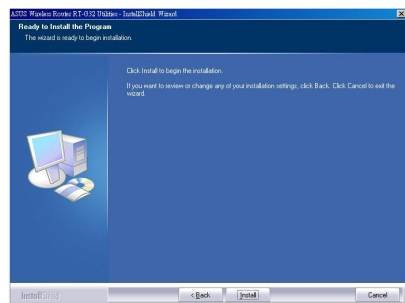 ASUS Wireless Router RT-G32 Utilities - InstallShield Wizard
Ready to Install the Program
The wizard is ready to begin installation.
Click Install to begin the installation.
If you want to review or change any of your installation settings, click Back. Click Cancel to exit the
wizard.
InstallShield
< Back
Install
Cancel